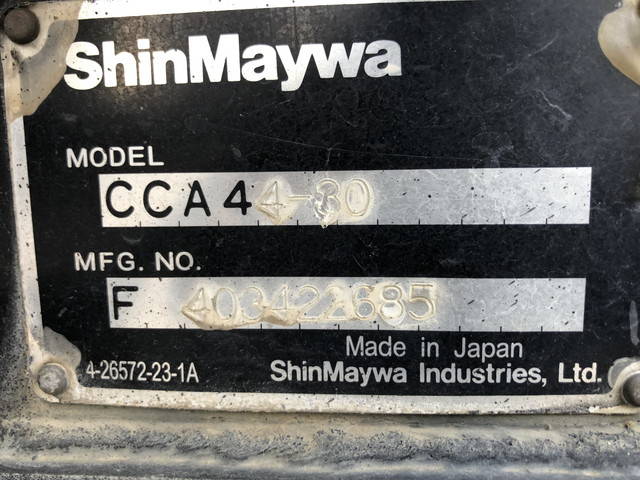 ShinMaywa
MODEL
CCA44-30
MFG. NO.
F 403422685
Made in Japan
4-26572-23-1A
ShinMaywa Industries, Ltd.